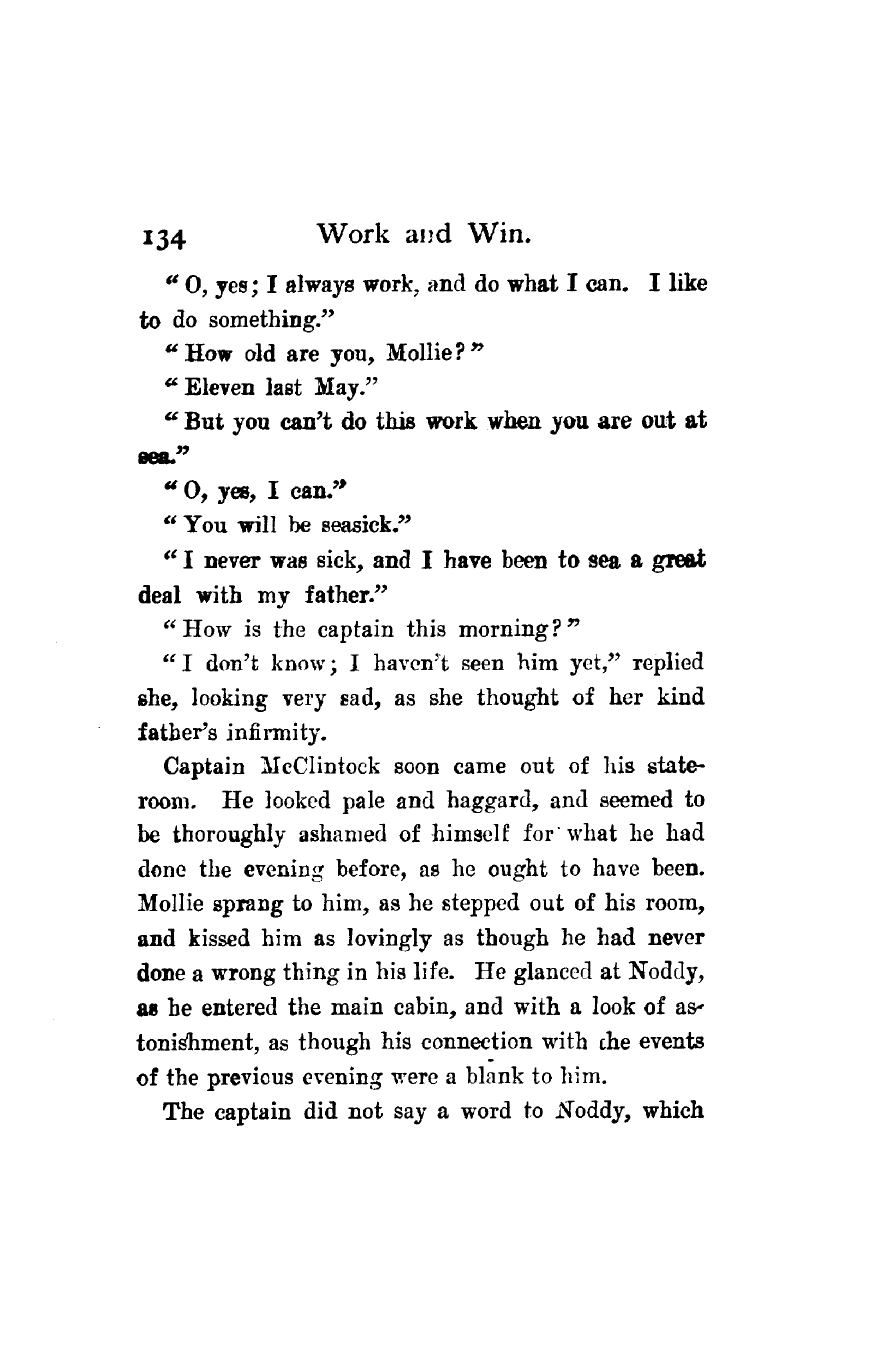 134 Work and Win.
“ O, yes; I always work, and do what I can. I like
to do something.”
“ How old are you, Mollie? ”
“ Eleven last May.”
“ But you can’t do this work when you are out at
sea.”
“ O, yes, I can.”
“ You will be seasick.”
“ I never was sick, and I have been to sea a great
deal with my father.”
“ How is the captain this morning? ”
“ I don’t know; I haven’t seen him yet,” replied
she, looking very sad, as she thought of her kind
father’s infirmity.
Captain McClintock soon came out of his state-
room. He looked pale and haggard, and seemed to
be thoroughly ashamed of himself for what he had
done the evening before, as he ought to have been.
Mollie sprang to him, as he stepped out of his room,
and kissed him as lovingly as though he had never
done a wrong thing in his life. He glanced at Noddy,
as he entered the main cabin, and with a look of as-
tonishment, as though his connection with the events
of the previous evening were a blank to him.
The captain did not say a word to Noddy, which